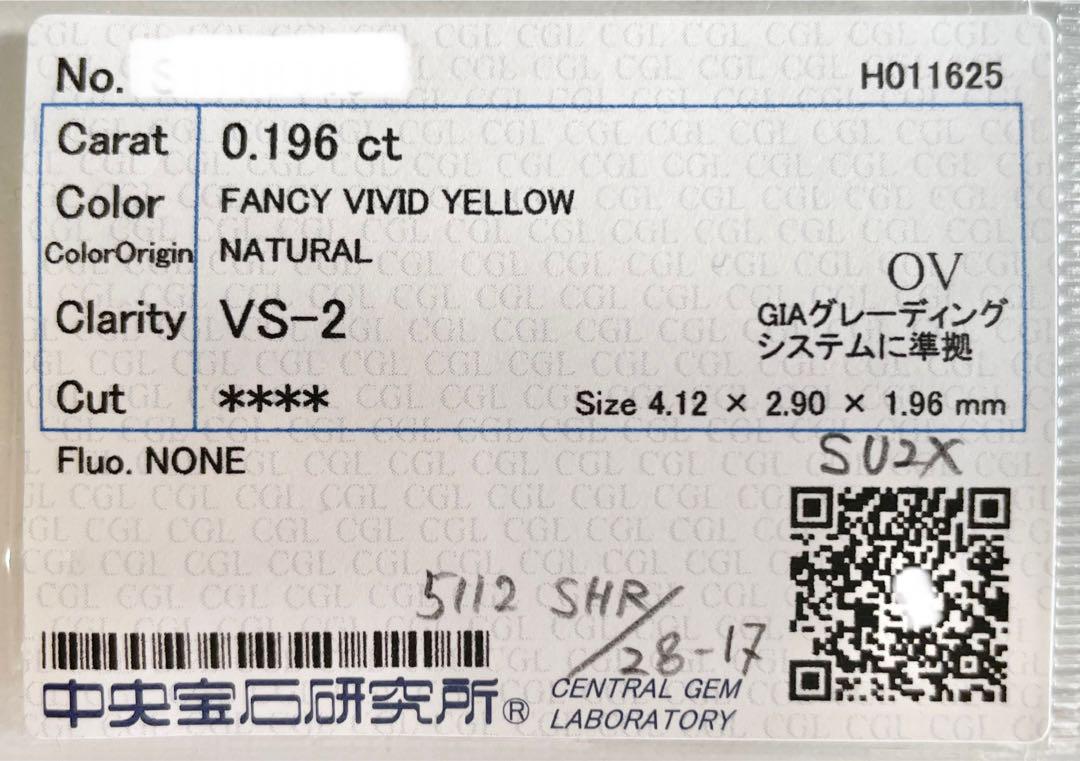 No.
H011625
Carat 0.196 ct
Color FANCY VIVID YELLOW
ColorOrigin NATURAL
OV
Clarity VS-2
GIAグレーディング
システムに準拠
Cut ****
Size 4.12 × 2.90 × 1.96 mm
Fluo. NONE
SU2X
5112 SHR/
28-17
中央宝石研究所®
CENTRAL GEM
LABORATORY